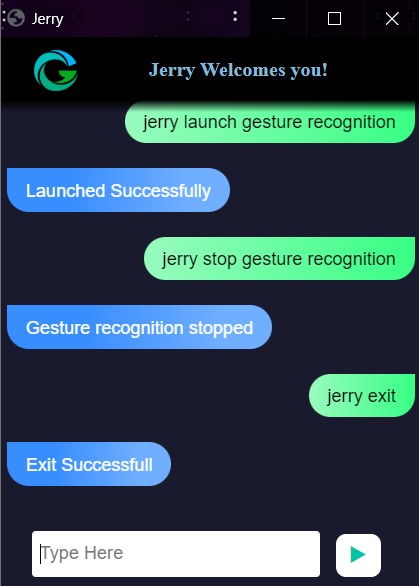 Jerry
Jerry Welcomes you!
jerry launch gesture recognition
Launched Successfully
jerry stop gesture recognition
Gesture recognition stopped
jerry exit
Exit Successfull
Type Here